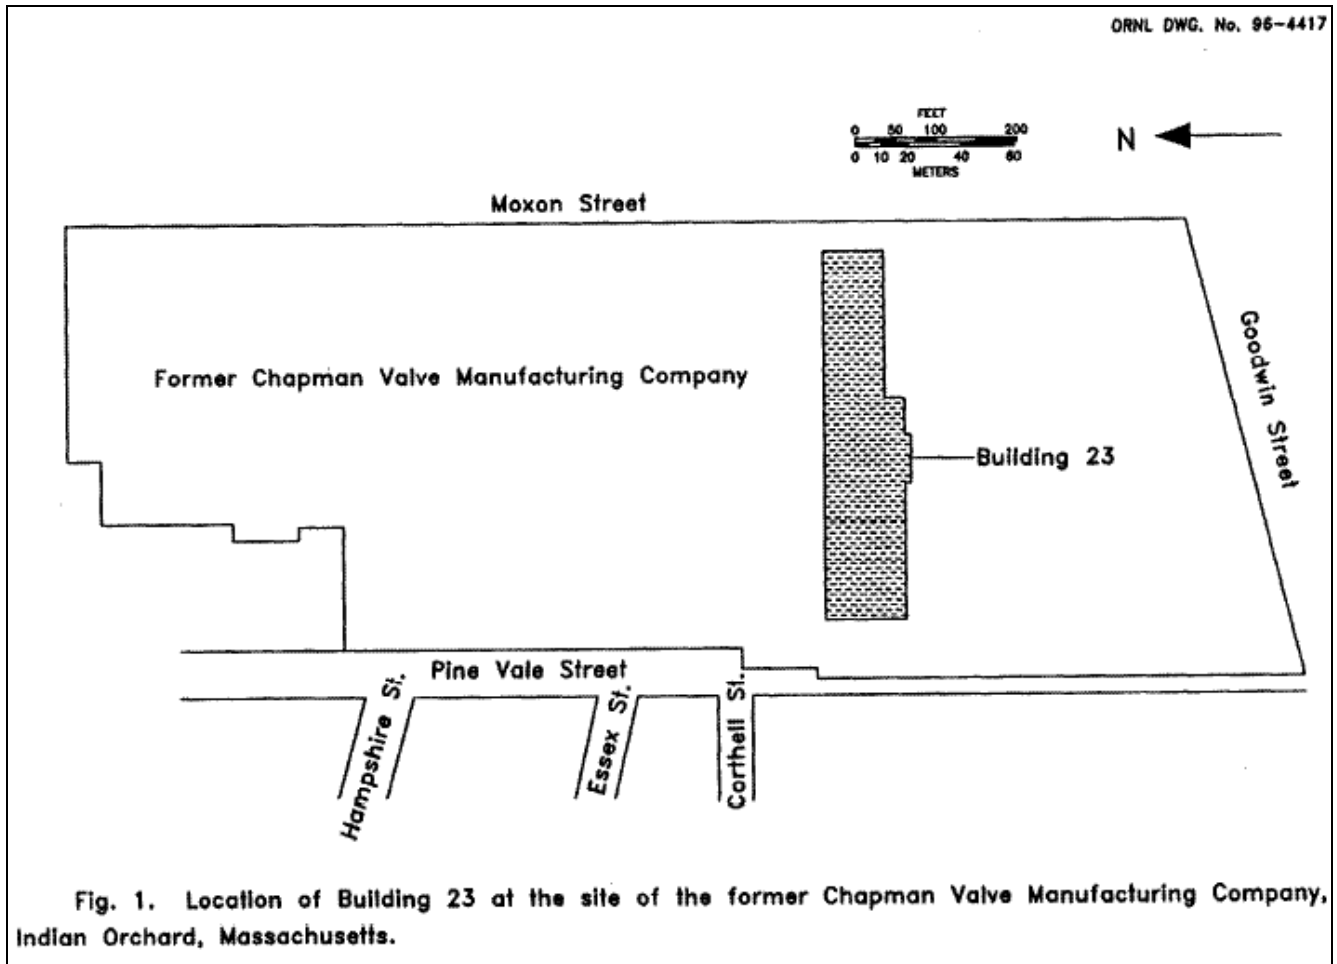 ORNL DWG. No. 96-4417
FEET
0 50 100 200
0 10 20 40 60
METERS
N
Moxon Street
Goodwin Street
Former Chapman Valve Manufacturing Company
Building 23
Pine Vale Street
Hampshire St.
Essex St.
Corthell St.
Fig. 1. Location of Building 23 at the site of the former Chapman Valve Manufacturing Company,
Indian Orchard, Massachusetts.